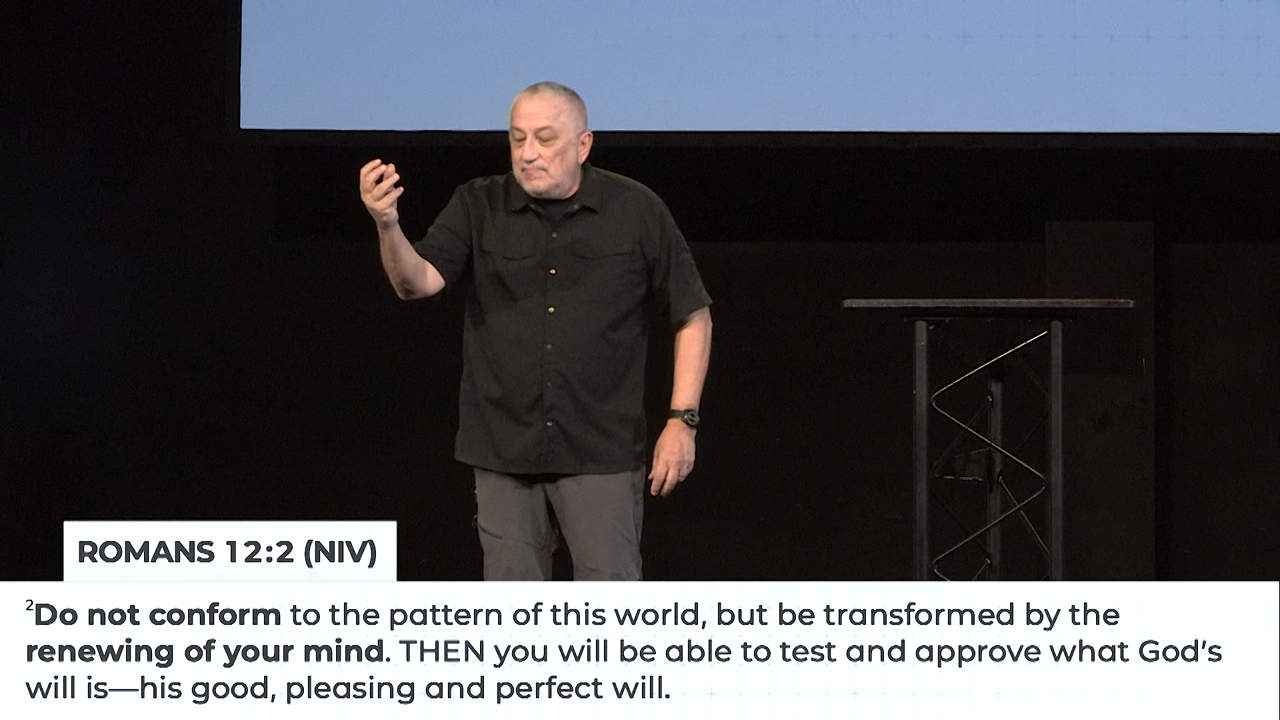 ROMANS 12:2 (NIV)
²Do not conform to the pattern of this world, but be transformed by the
renewing of your mind. THEN you will be able to test and approve what God's
will is—his good, pleasing and perfect will.